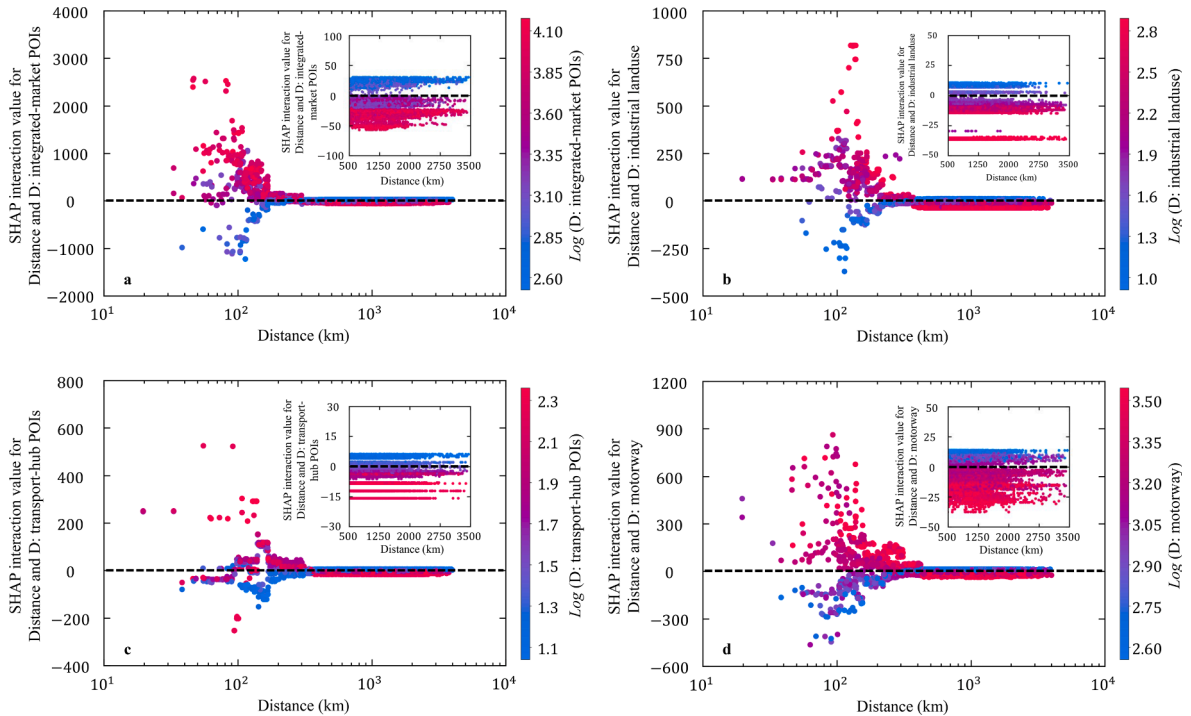 SHAP interaction value for
Distance and D: integrated-market POIs
4000
3000
2000
1000
0
−1000
−2000
10^1
10^2
10^3
10^4
Distance (km)
a
SHAP interaction value for
Distance and D: integrated-
market POIs
100
50
0
−50
−100
500 1250 2000 2750 3500
Distance (km)
4.10
3.85
3.60
3.36
3.10
2.85
2.60
Log (D: integrated-market POIs)
SHAP interaction value for
Distance and D: industrial landuse
1000
750
500
250
0
−250
−500
10^1
10^2
10^3
10^4
Distance (km)
b
SHAP interaction value for
Distance and D: industrial landuse
50
25
0
−25
−50
500 1250 2000 2750 3500
Distance (km)
2.8
2.5
2.2
1.9
1.6
1.3
1.0
Log (D: industrial landuse)
SHAP interaction value for
Distance and D: transport-hub POIs
800
600
400
200
0
−200
−400
10^1
10^2
10^3
10^4
Distance (km)
c
SHAP interaction value for
Distance and D: transport-
hub POIs
30
15
0
−15
−30
500 1250 2000 2750 3500
Distance (km)
2.3
2.1
1.9
1.7
1.5
1.3
1.1
Log (D: transport-hub POIs)
SHAP interaction value for
Distance and D: motorway
1200
900
600
300
0
−300
−600
10^1
10^2
10^3
10^4
Distance (km)
d
SHAP interaction value for
Distance and D: motorway
50
25
0
−25
−50
500 1250 2000 2750 3500
Distance (km)
3.50
3.35
3.20
3.05
2.90
2.75
2.60
Log (D: motorway)